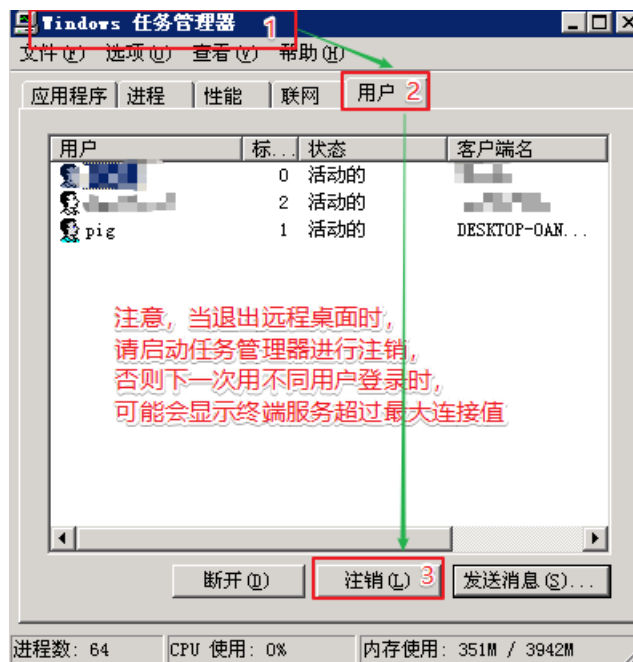 Windows 任务管理器 1
文件(F) 选项(U) 查看(V) 帮助(H)
应用程序 进程 性能 联网 用户 2
用户 标... 状态 客户端名
0 活动的
2 活动的
pig 1 活动的 DESKTOP-OAN...
注意，当退出远程桌面时，
请启动任务管理器进行注销，
否则下一次用不同用户登录时，
可能会显示终端服务超过最大连接值
断开(D) 注销(L) 3 发送消息(S)...
进程数: 64 CPU 使用: 0% 内存使用: 351M / 3942M